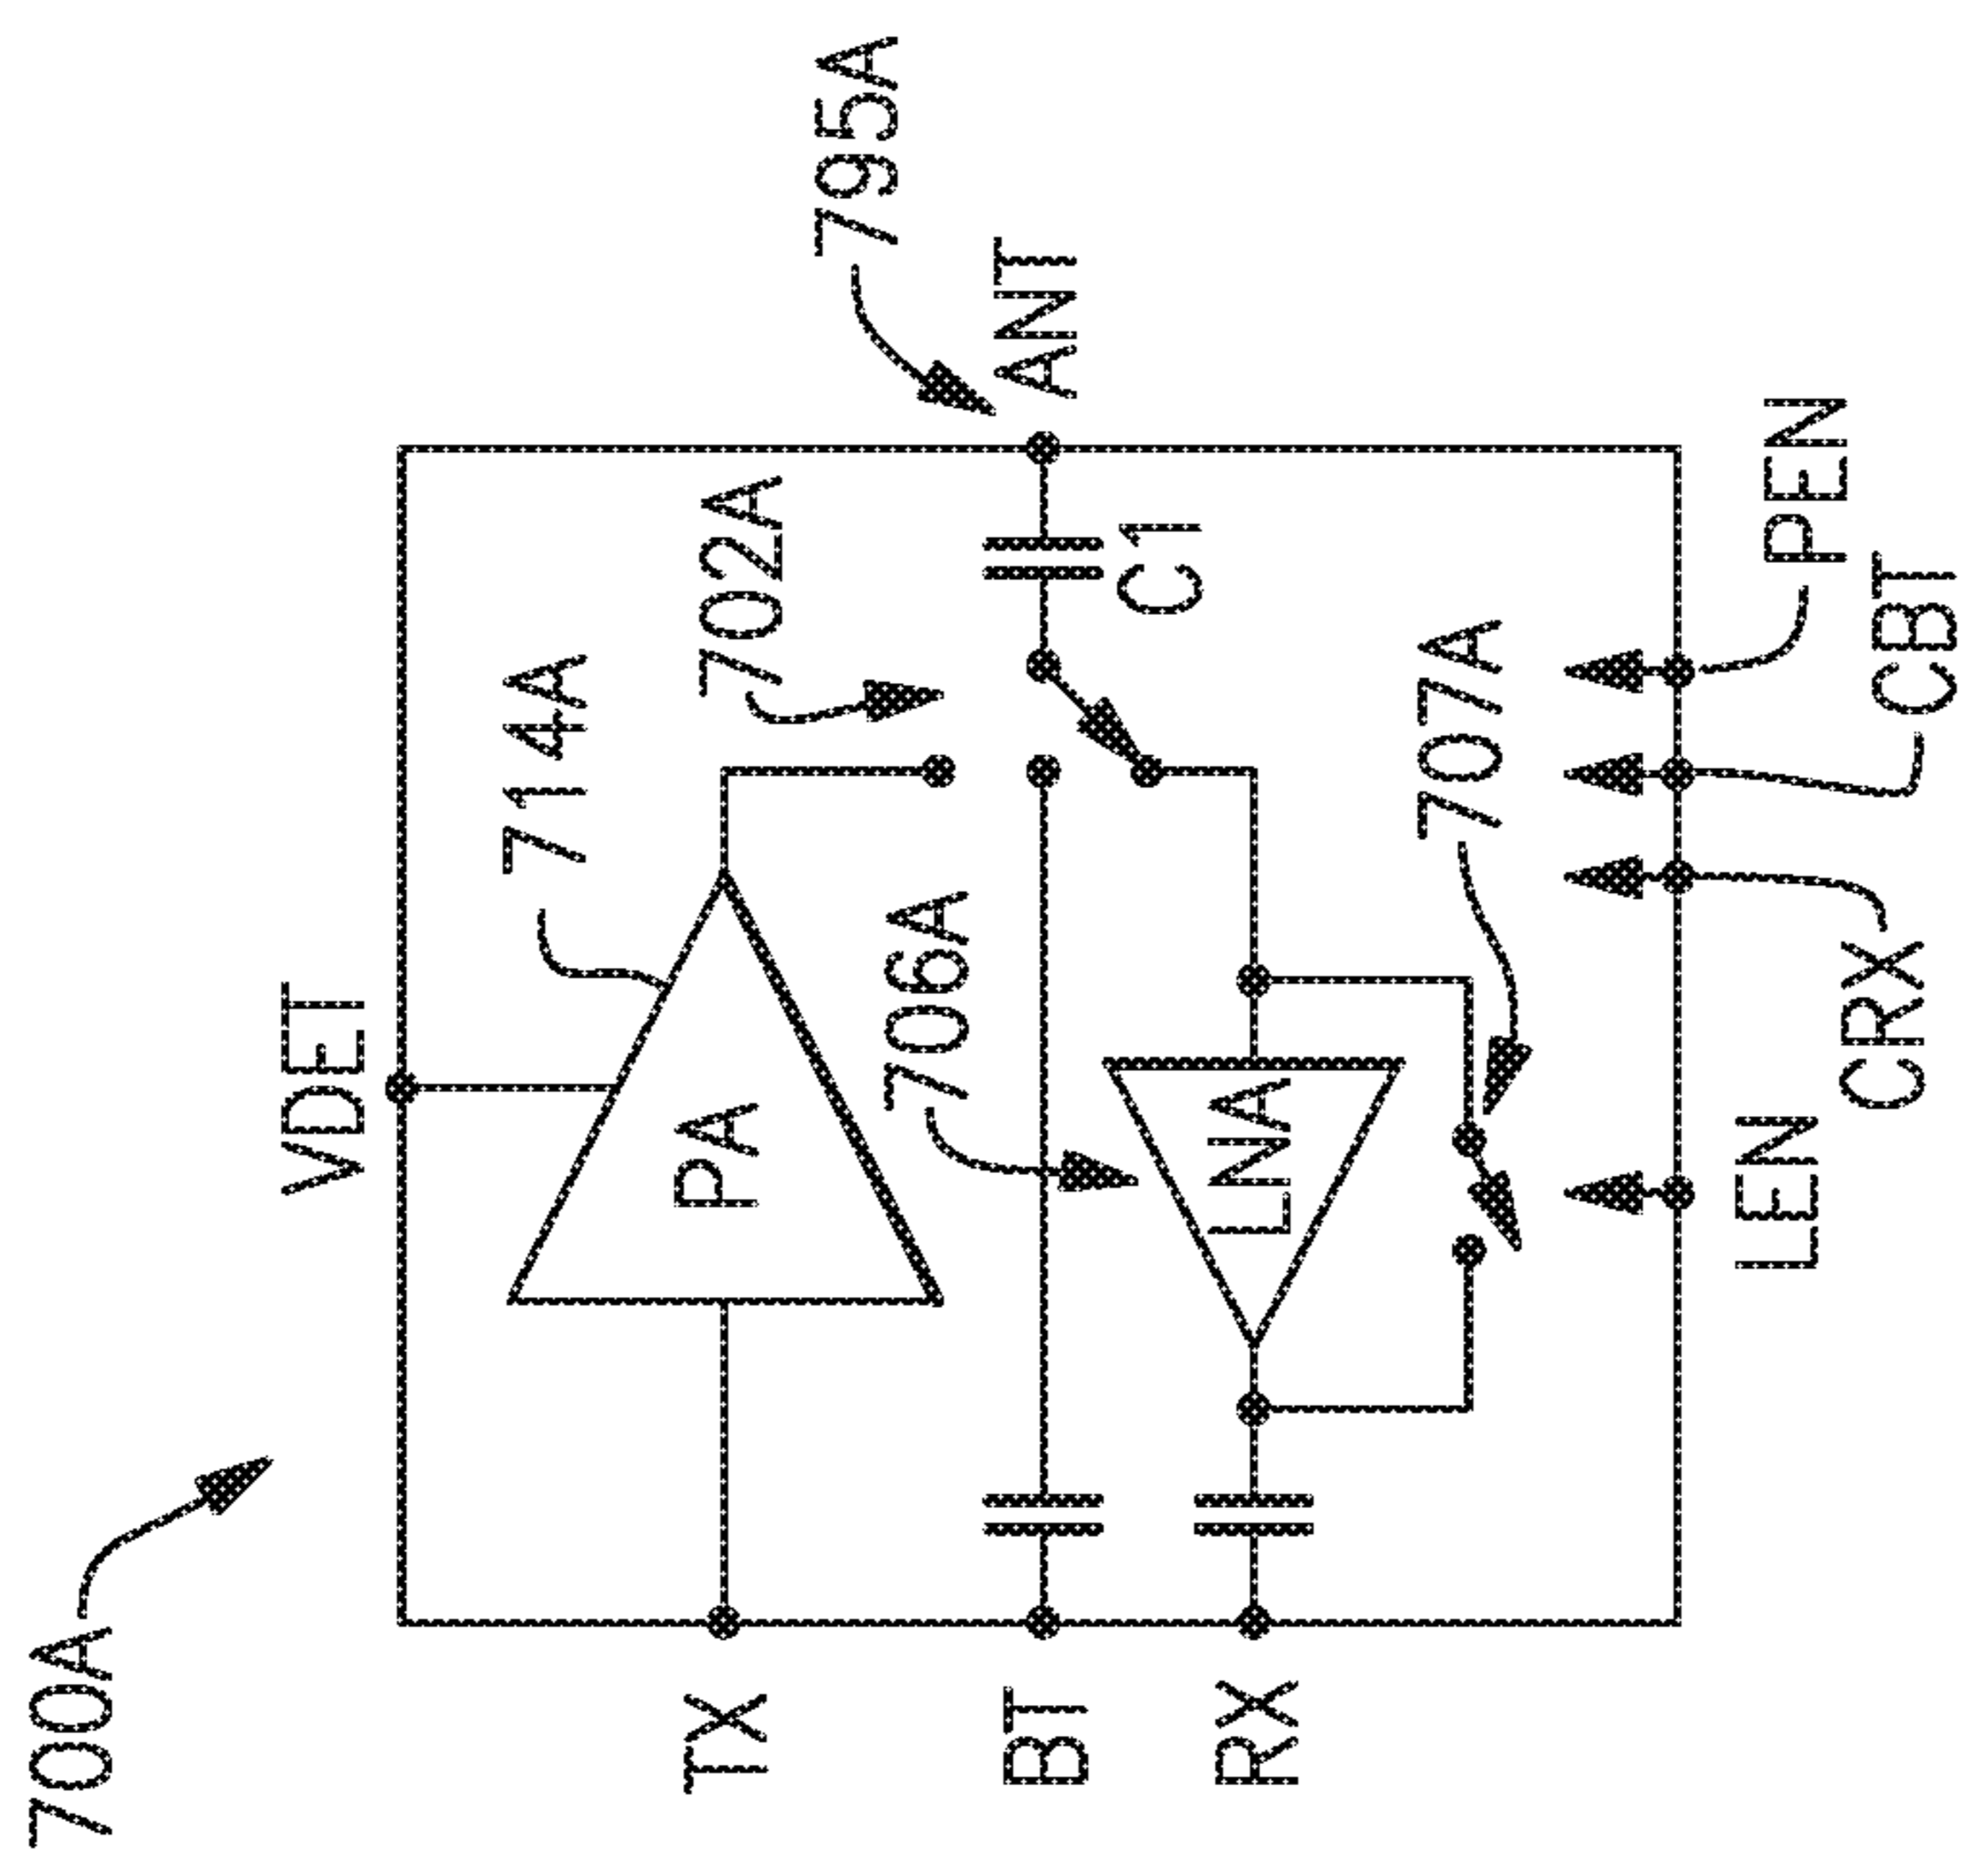 700A
VDET
714A
702A
795A
TX
PA
BT
706A
ANT
C1
RX
LNA
707A
LEN
CRX
CBT
PEN